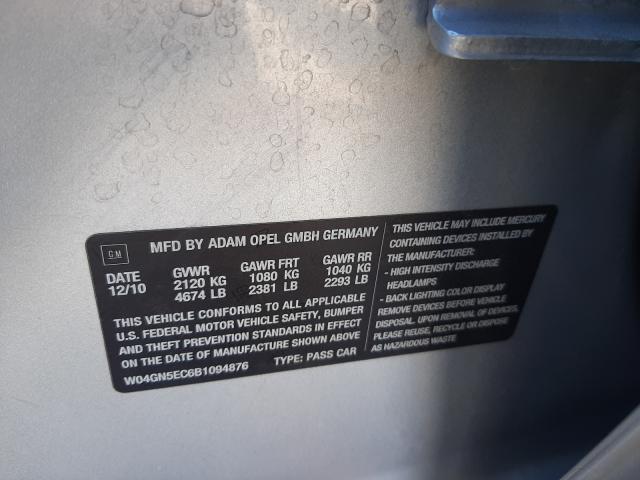 GM
MFD BY ADAM OPEL GMBH GERMANY
DATE GVWR GAWR FRT GAWR RR
12/10 2120 KG 1080 KG 1040 KG
4674 LB 2381 LB 2293 LB
THIS VEHICLE CONFORMS TO ALL APPLICABLE
U.S. FEDERAL MOTOR VEHICLE SAFETY, BUMPER
AND THEFT PREVENTION STANDARDS IN EFFECT
ON THE DATE OF MANUFACTURE SHOWN ABOVE
W04GN5EC6B1094876 TYPE: PASS CAR
THIS VEHICLE MAY INCLUDE MERCURY
CONTAINING DEVICES INSTALLED BY
THE MANUFACTURER:
- HIGH INTENSITY DISCHARGE
HEADLAMPS
- BACK LIGHTING COLOR DISPLAY
REMOVE DEVICES BEFORE VEHICLE
DISPOSAL. UPON REMOVAL OF DEVICES,
PLEASE REUSE, RECYCLE OR DISPOSE
AS HAZARDOUS WASTE